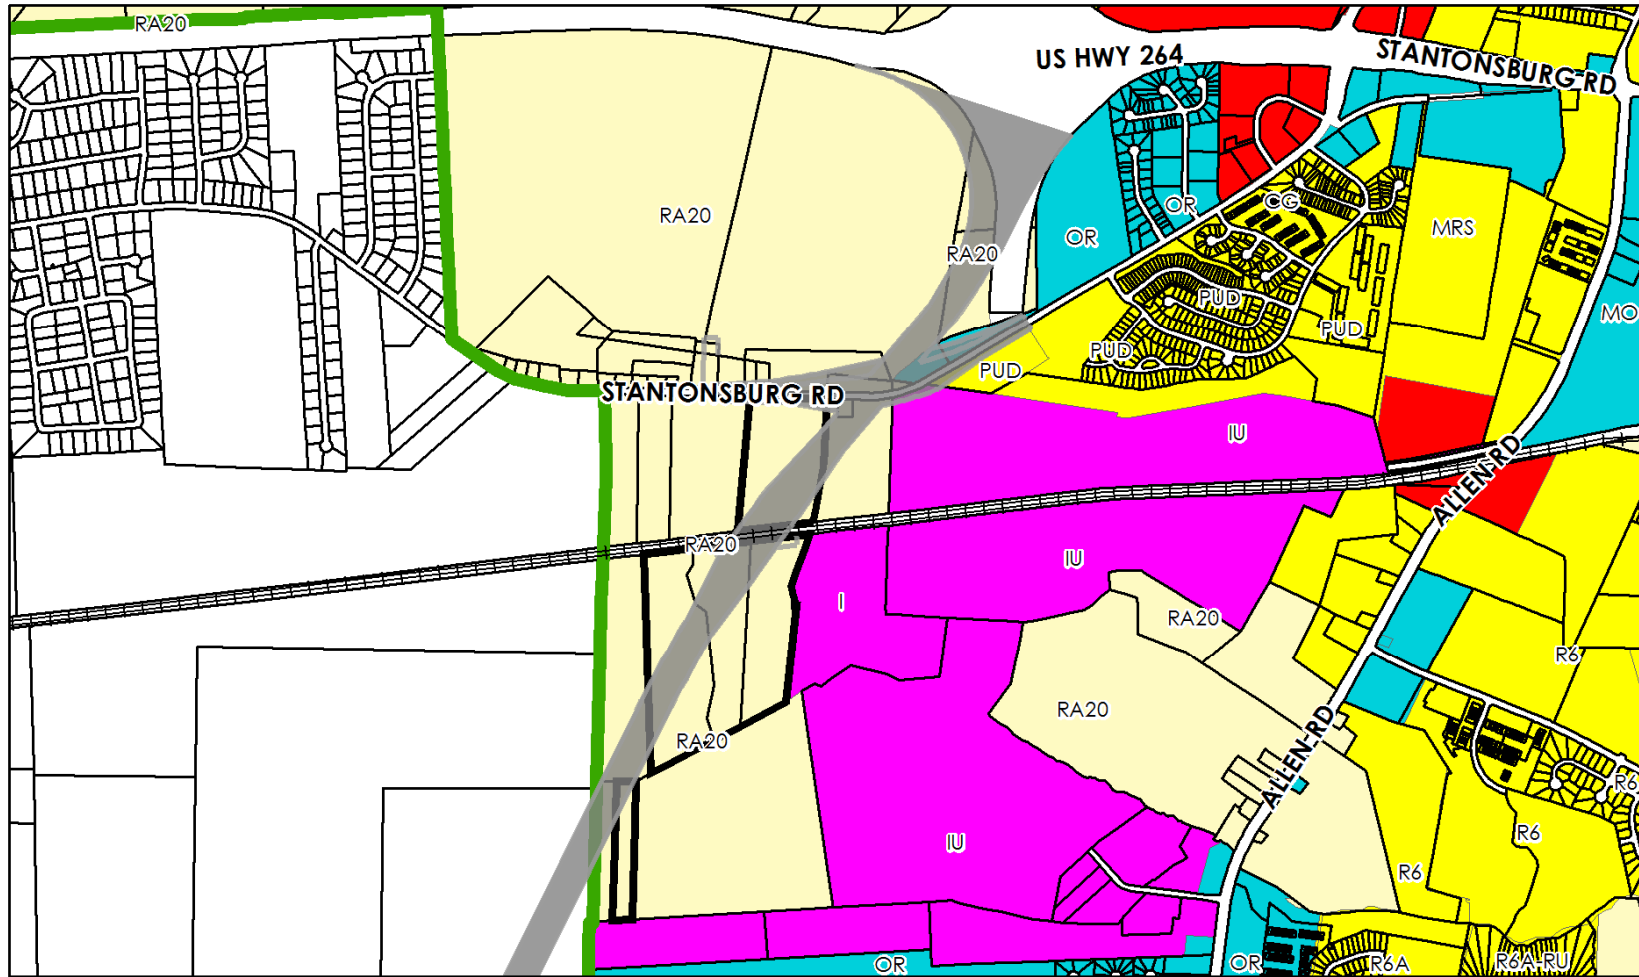 RA20
US HWY 264
STANTONSBURG RD
RA20
OR
CG
MRS
OR
RA20
PUD
MO
PUD
PUD
PUD
STANTONSBURG RD
IU
ALLEN RD
RA20
IU
I
RA20
R6
RA20
RA20
ALLEN RD
R6
R6
IU
R6
OR
OR
R6A
R6A-RU